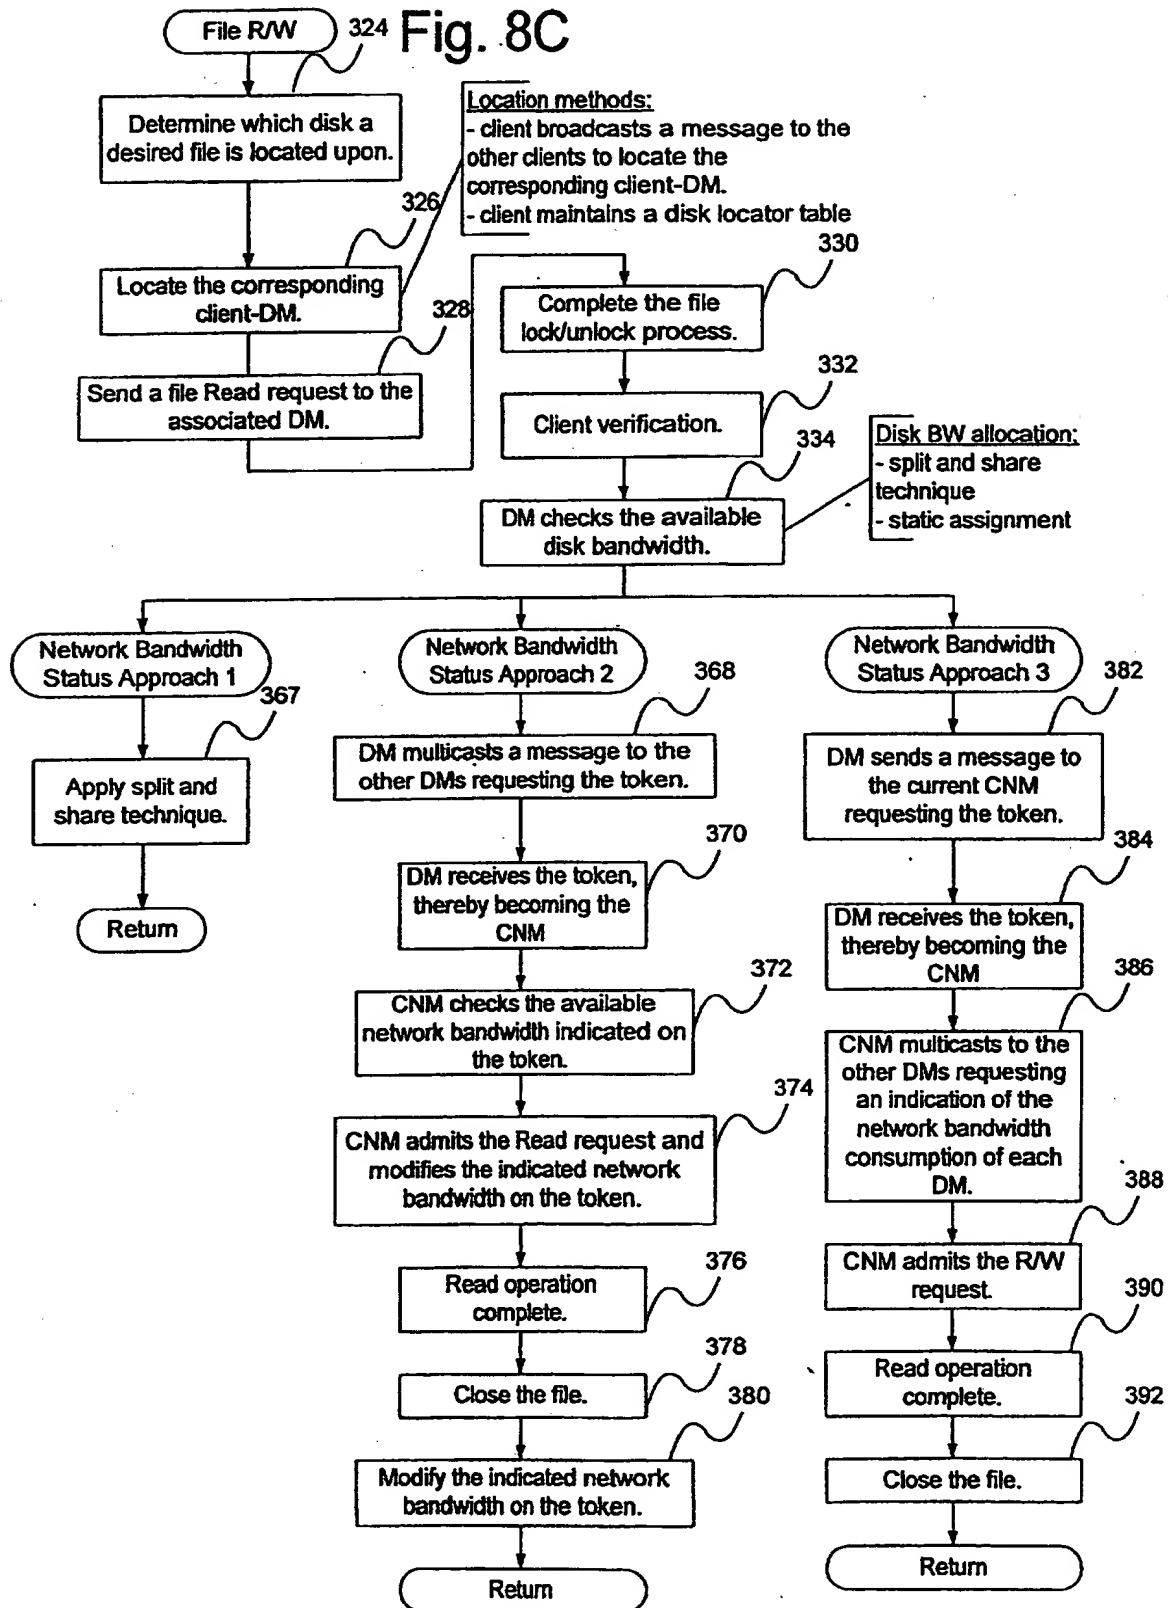 Fig. 8C
File R/W
324
Determine which disk a
desired file is located upon.
Location methods:
- client broadcasts a message to the
other clients to locate the
corresponding client-DM.
- client maintains a disk locator table
326
Locate the corresponding
client-DM.
328
Send a file Read request to the
associated DM.
330
Complete the file
lock/unlock process.
332
Client verification.
334
DM checks the available
disk bandwidth.
Disk BW allocation:
- split and share
technique
- static assignment
Network Bandwidth
Status Approach 1
367
Apply split and
share technique.
Return
Network Bandwidth
Status Approach 2
368
DM multicasts a message to the
other DMs requesting the token.
370
DM receives the token,
thereby becoming the
CNM
372
CNM checks the available
network bandwidth indicated on
the token.
374
CNM admits the Read request and
modifies the indicated network
bandwidth on the token.
376
Read operation
complete.
378
Close the file.
380
Modify the indicated network
bandwidth on the token.
Return
Network Bandwidth
Status Approach 3
382
DM sends a message to
the current CNM
requesting the token.
384
DM receives the token,
thereby becoming the
CNM
386
CNM multicasts to the
other DMs requesting
an indication of the
network bandwidth
consumption of each
DM.
388
CNM admits the R/W
request.
390
Read operation
complete.
392
Close the file.
Return